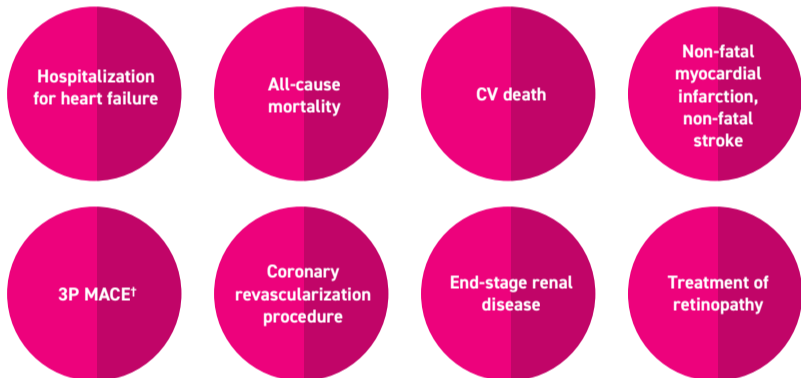 Hospitalization
for heart failure
All-cause
mortality
CV death
Non-fatal
myocardial
infarction,
non-fatal
stroke
3P MACE†
Coronary
revascularization
procedure
End-stage renal
disease
Treatment of
retinopathy